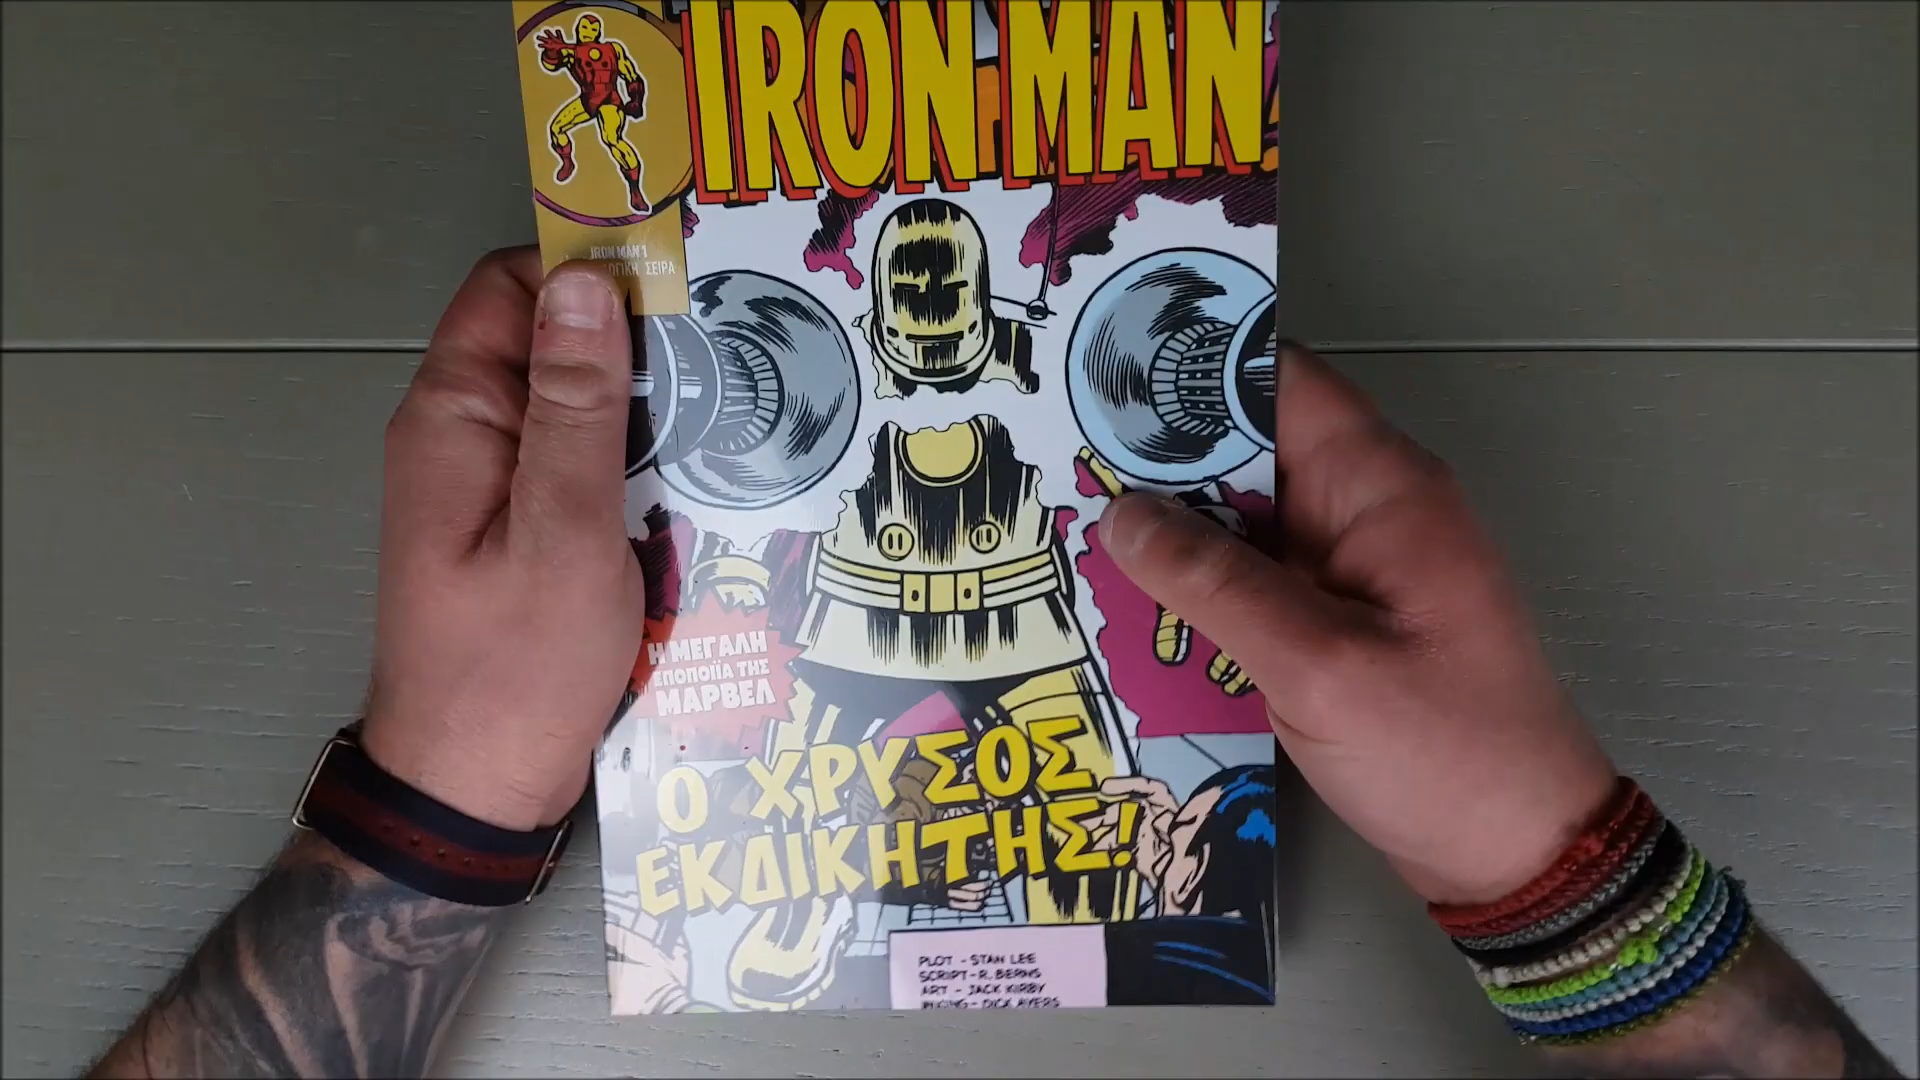 IRON MAN
IRON MAN 1
ΣΕΙΡΑ
Η ΜΕΓΑΛΗ
ΕΠΟΠΟΙΪΑ ΤΗΣ
ΜΑΡΒΕΛ
Ο ΧΡΥΣΟΣ
ΕΚΔΙΚΗΤΗΣ!
PLOT - STAN LEE
SCRIPT - R. BERNS
ART - JACK KIRBY
INKING - DICK AYERS